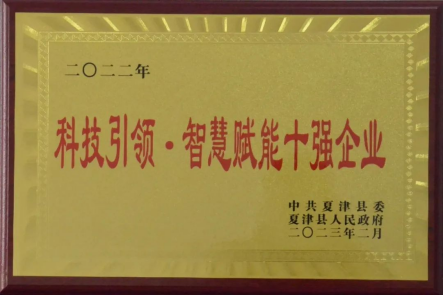 二〇二二年
科技引领·智慧赋能十强企业
中共夏津县委
夏津县人民政府
二〇二三年二月